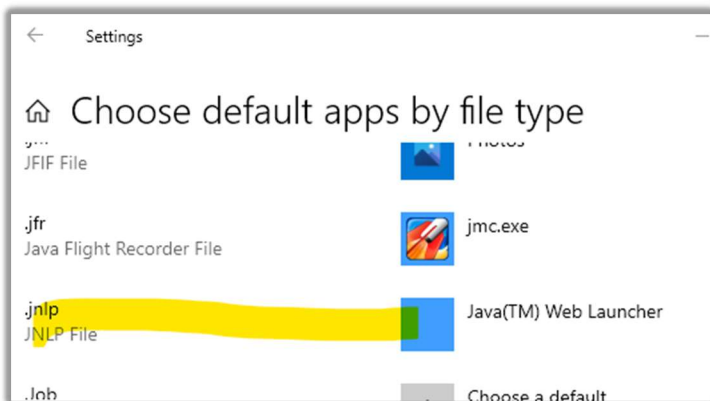 Settings
Choose default apps by file type
JFIF File
Photos
.jfr
Java Flight Recorder File
jmc.exe
.jnlp
JNLP File
Java(TM) Web Launcher
.Job
Choose a default